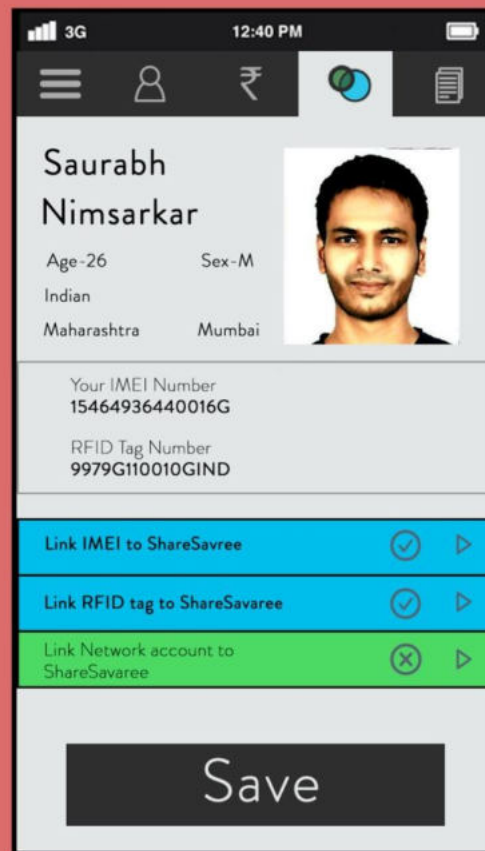 3G 12:40 PM
₹
Saurabh
Nimsarkar
Age-26 Sex-M
Indian
Maharashtra Mumbai
Your IMEI Number
15464936440016G
RFID Tag Number
9979G110010GIND
Link IMEI to ShareSavree
Link RFID tag to ShareSavaree
Link Network account to
ShareSavaree
Save